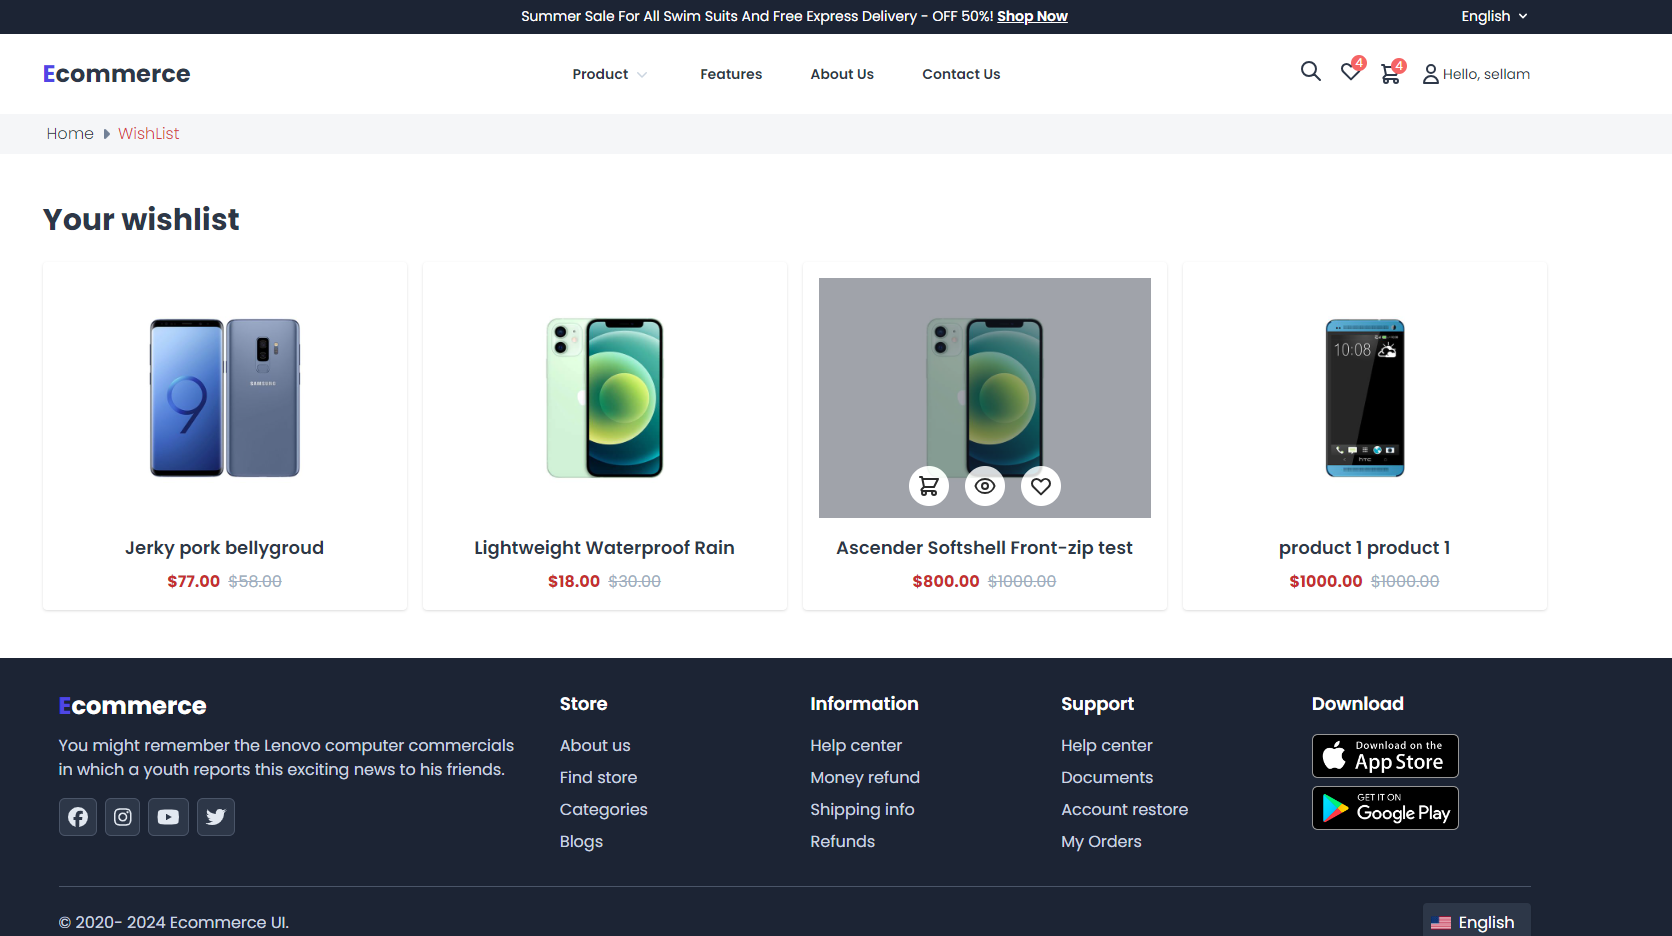 Summer Sale For All Swim Suits And Free Express Delivery - OFF 50%! Shop Now
English
Ecommerce
Product
Features
About Us
Contact Us
4
4
Hello, sellam
Home
WishList
Your wishlist
9
SAMSUNG
10:08
hTC
Jerky pork bellygroud
$77.00 $58.00
Lightweight Waterproof Rain
$18.00 $30.00
Ascender Softshell Front-zip test
$800.00 $1000.00
product 1 product 1
$1000.00 $1000.00
Ecommerce
You might remember the Lenovo computer commercials
in which a youth reports this exciting news to his friends.
Store
About us
Find store
Categories
Blogs
Information
Help center
Money refund
Shipping info
Refunds
Support
Help center
Documents
Account restore
My Orders
Download
Download on the
App Store
GET IT ON
Google Play
© 2020- 2024 Ecommerce UI.
English